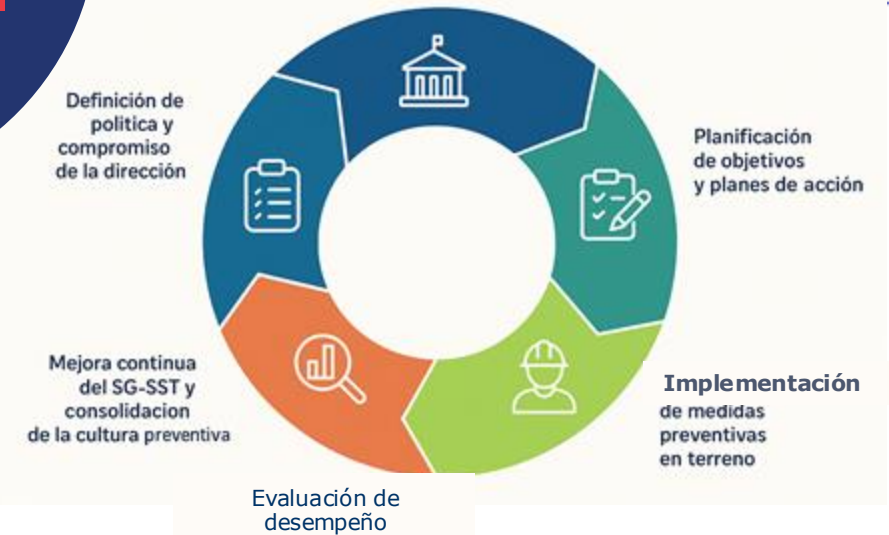 Definición de
politica y
compromiso
de la dirección
Planificación
de objetivos
y planes de acción
Implementación
de medidas
preventivas
en terreno
Evaluación de
desempeño
Mejora continua
del SG-SST y
consolidacion
de la cultura preventiva